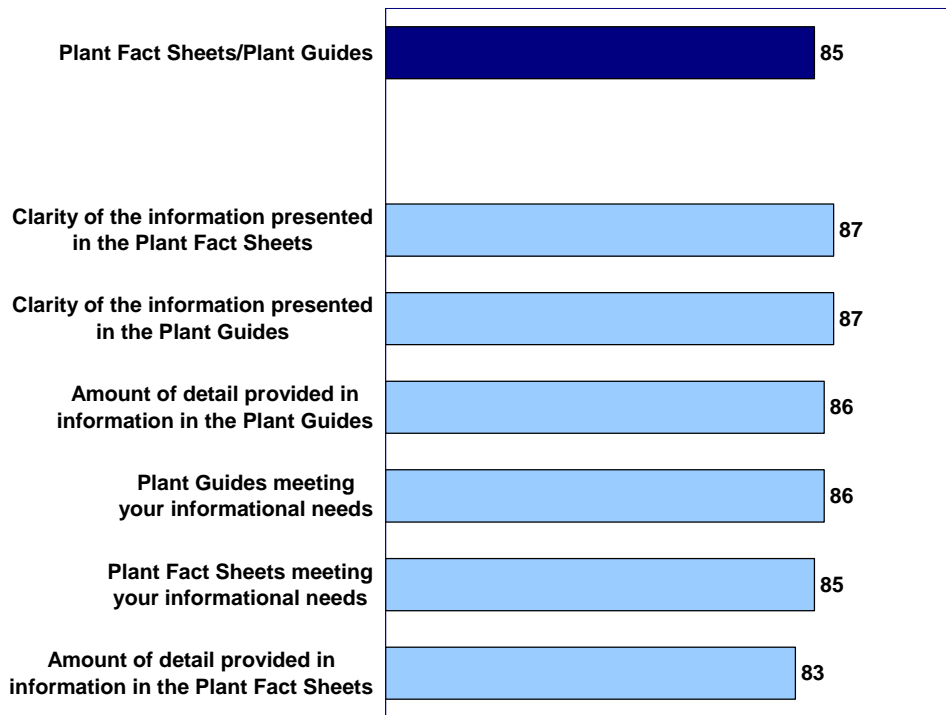 Plant Fact Sheets/Plant Guides
85
Clarity of the information presented
in the Plant Fact Sheets
87
Clarity of the information presented
in the Plant Guides
87
Amount of detail provided in
information in the Plant Guides
86
Plant Guides meeting
your informational needs
86
Plant Fact Sheets meeting
your informational needs
85
Amount of detail provided in
information in the Plant Fact Sheets
83